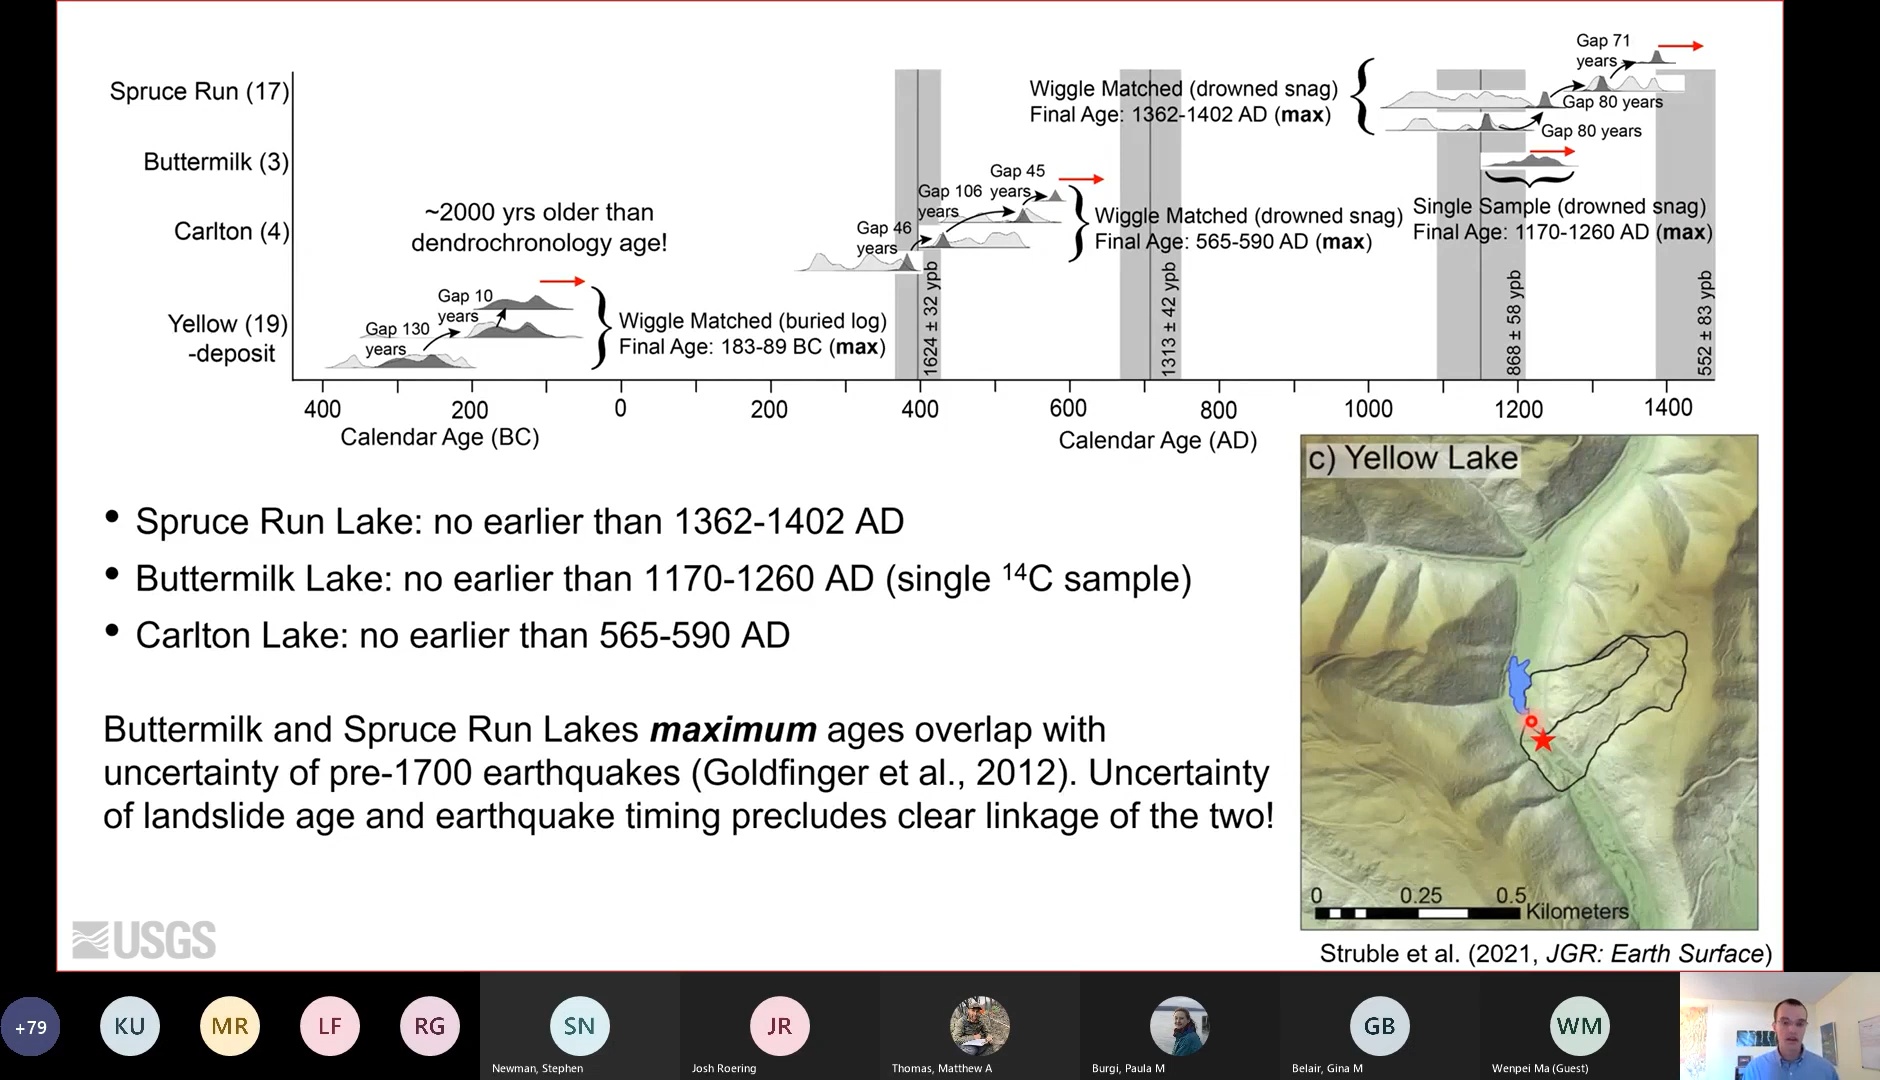 Spruce Run (17)
Buttermilk (3)
Carlton (4)
Yellow (19)
-deposit
~2000 yrs older than
dendrochronology age!
Gap 130
years
Gap 10
years
Wiggle Matched (buried log)
Final Age: 183-89 BC (max)
Gap 46
years
Gap 106
years
Gap 45
years
Wiggle Matched (drowned snag)
Final Age: 565-590 AD (max)
Wiggle Matched (drowned snag)
Final Age: 1362-1402 AD (max)
Gap 71
years
Gap 80 years
Gap 80 years
Single Sample (drowned snag)
Final Age: 1170-1260 AD (max)
1624 ± 32 ypb
1313 ± 42 ypb
868 ± 58 ypb
552 ± 83 ypb
400 200 0 200 400 600 800 1000 1200 1400
Calendar Age (BC)
Calendar Age (AD)
• Spruce Run Lake: no earlier than 1362-1402 AD
• Buttermilk Lake: no earlier than 1170-1260 AD (single ¹⁴C sample)
• Carlton Lake: no earlier than 565-590 AD
Buttermilk and Spruce Run Lakes maximum ages overlap with
uncertainty of pre-1700 earthquakes (Goldfinger et al., 2012). Uncertainty
of landslide age and earthquake timing precludes clear linkage of the two!
c) Yellow Lake
0 0.25 0.5
Kilometers
Struble et al. (2021, JGR: Earth Surface)
USGS
+79
KU
MR
LF
RG
SN
Newman, Stephen
JR
Josh Roering
Thomas, Matthew A
Burgi, Paula M
GB
Belair, Gina M
WM
Wenpei Ma (Guest)